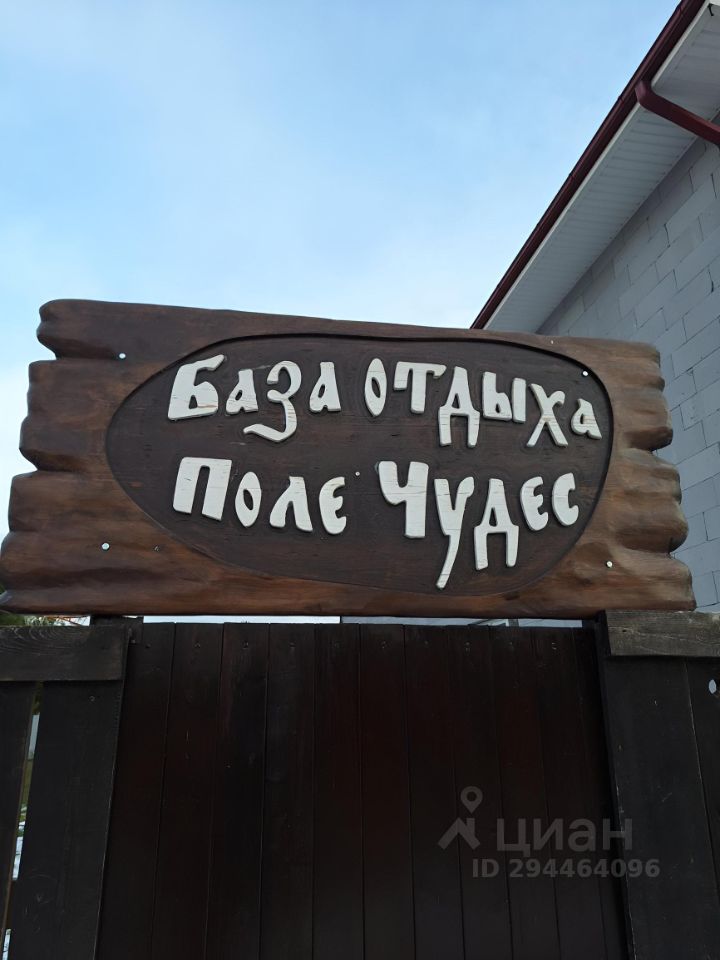 База отдыха
Поле Чудес
циан
ID 294464096